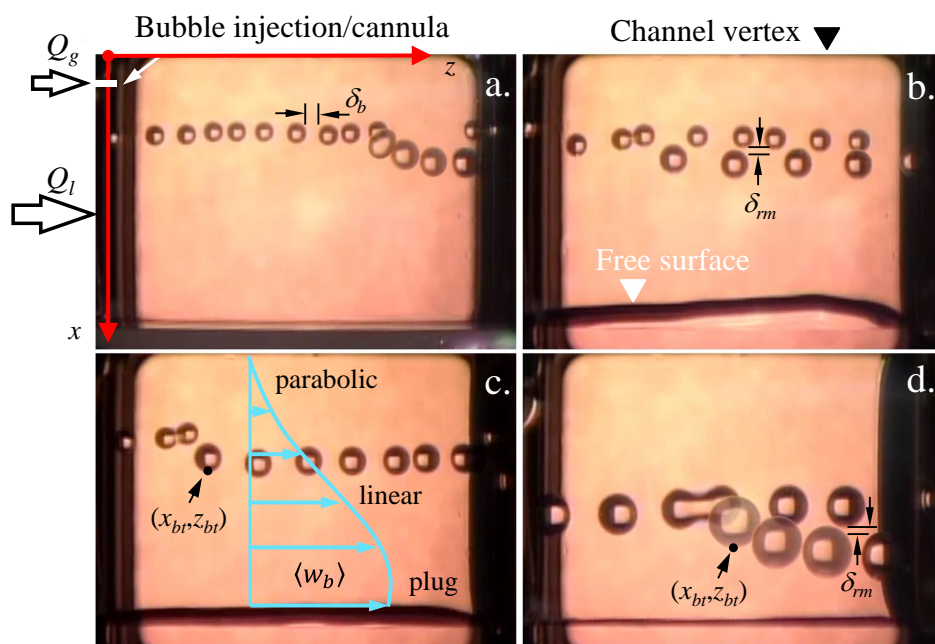 Bubble injection/cannula
Channel vertex
Q_g
z
a.
b.
δ_b
Q_l
δ_rm
Free surface
x
c.
d.
parabolic
(x_bt,z_bt)
linear
⟨w_b⟩
plug
(x_bt,z_bt)
δ_rm